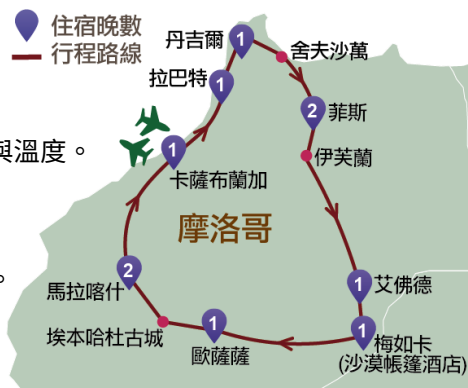 住宿晚數
行程路線
丹吉爾
1
舍夫沙萬
拉巴特
1
2
菲斯
與溫度。
1
伊芙蘭
卡薩布蘭加
摩洛哥
。
2
馬拉喀什
1
艾佛德
埃本哈杜古城
1
歐薩薩
1
梅如卡
(沙漠帳篷酒店)